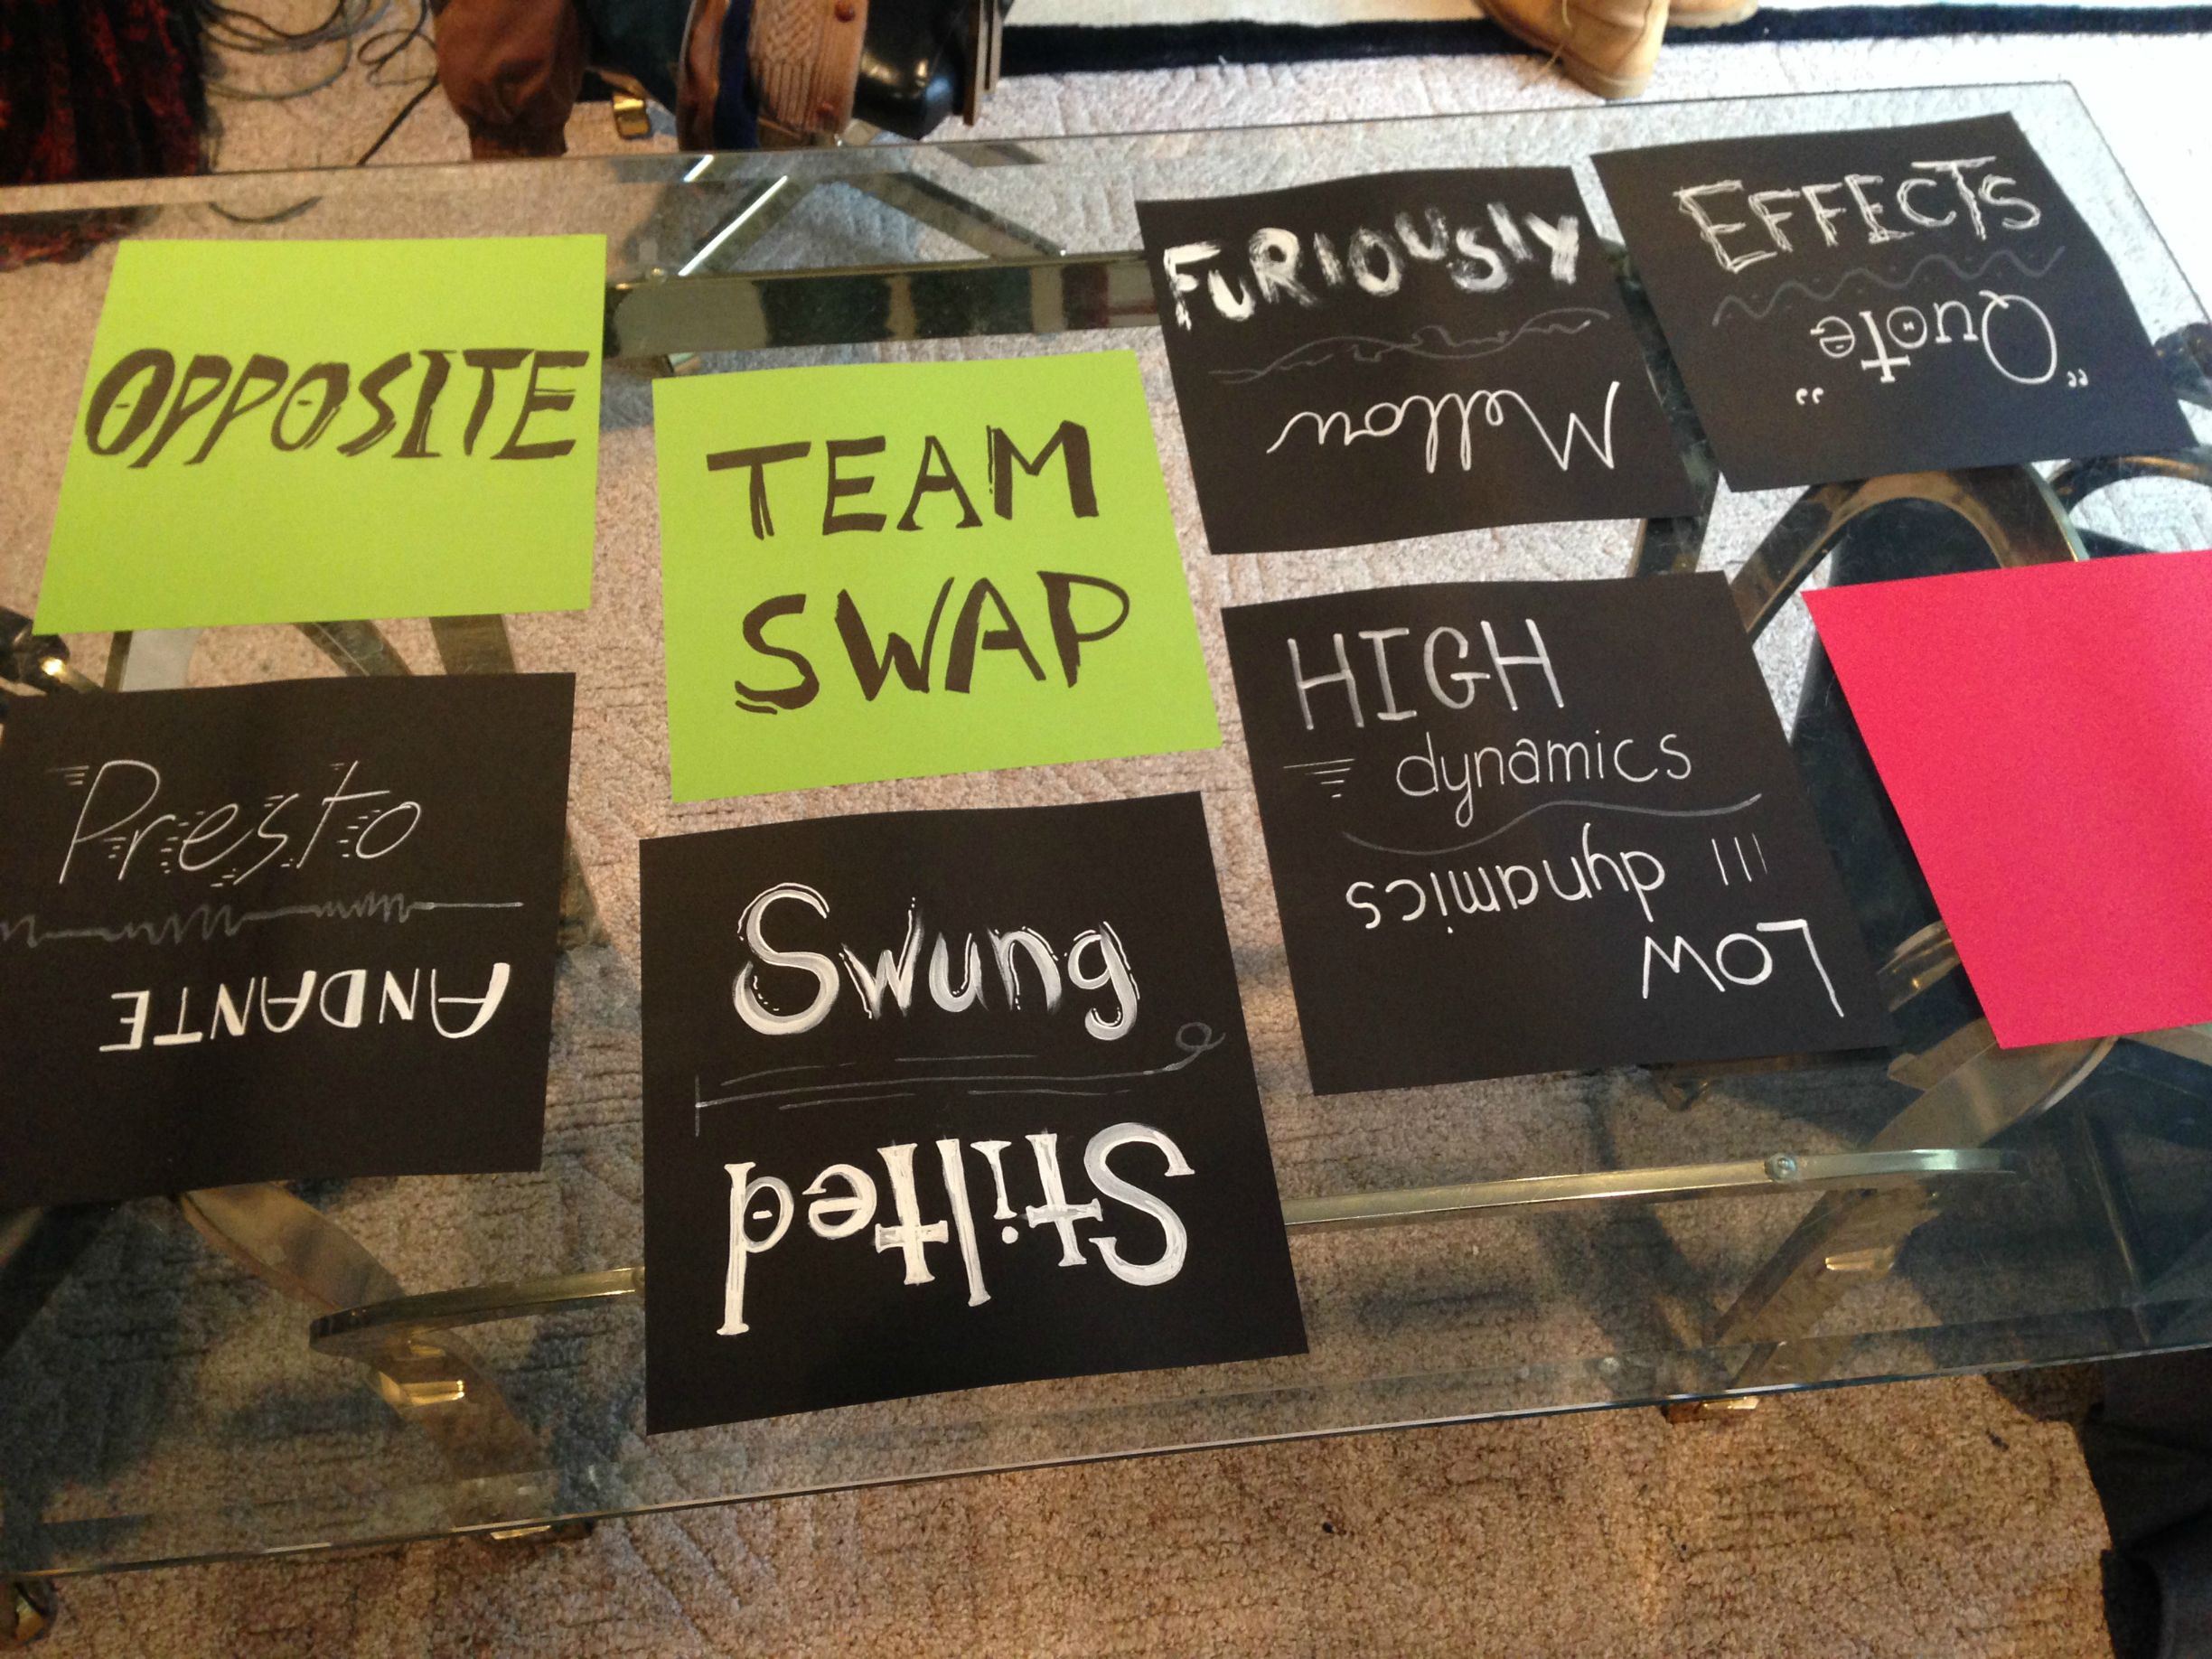 OPPOSITE
TEAM
SWAP
FURIOUSLY
Mellow
EFFECTS
"Quote"
Presto
ANDANTE
Swung
Stilted
HIGH
dynamics
Low
dynamics